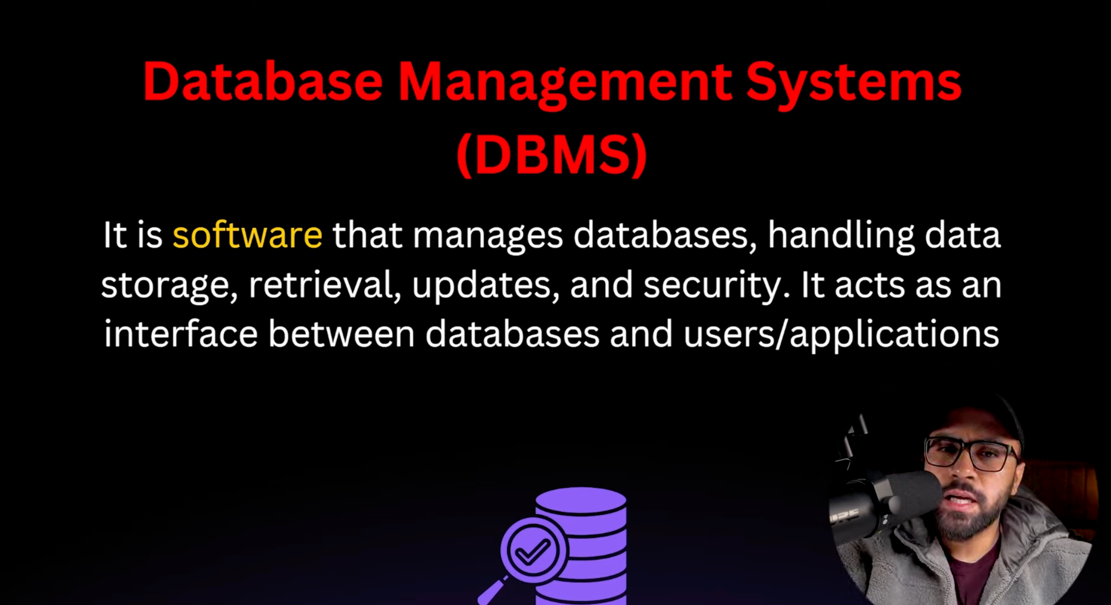 Database Management Systems
(DBMS)
It is software that manages databases, handling data
storage, retrieval, updates, and security. It acts as an
interface between databases and users/applications